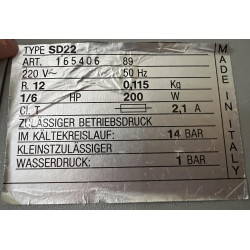 TYPE SD22
ART. 165406 89
220 V~ 50 Hz
R. 12 0,115 Kg
1/6 HP 200 W
CL. T 2,1 A
ZULÄSSIGER BETRIEBSDRUCK
IM KÄLTEKREISLAUF: 14 BAR
KLEINSTZULÄSSIGER
WASSERDRUCK: 1 BAR
MADE IN ITALY